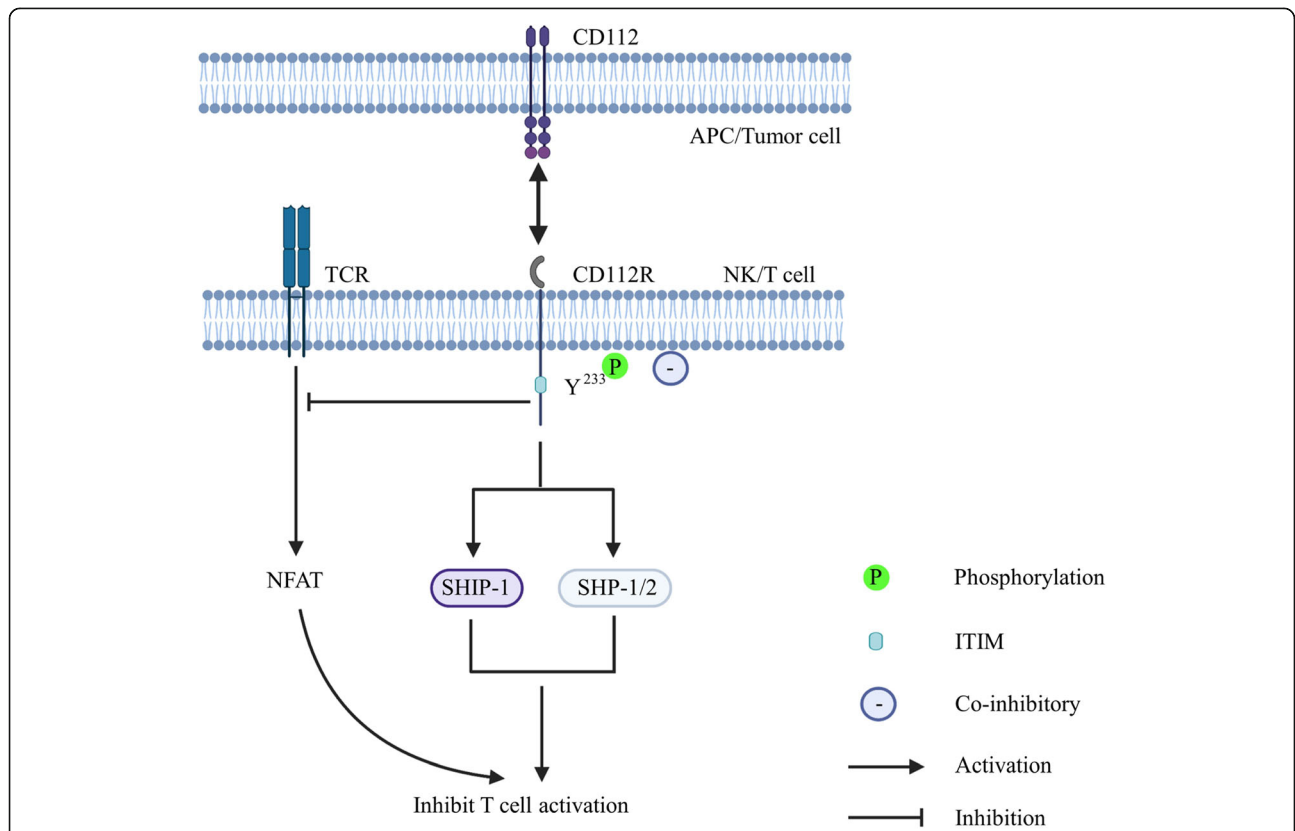 CD112
APC/Tumor cell
TCR
CD112R
NK/T cell
Y233
P
-
NFAT
SHIP-1
SHP-1/2
Inhibit T cell activation
P Phosphorylation
ITIM
- Co-inhibitory
Activation
Inhibition